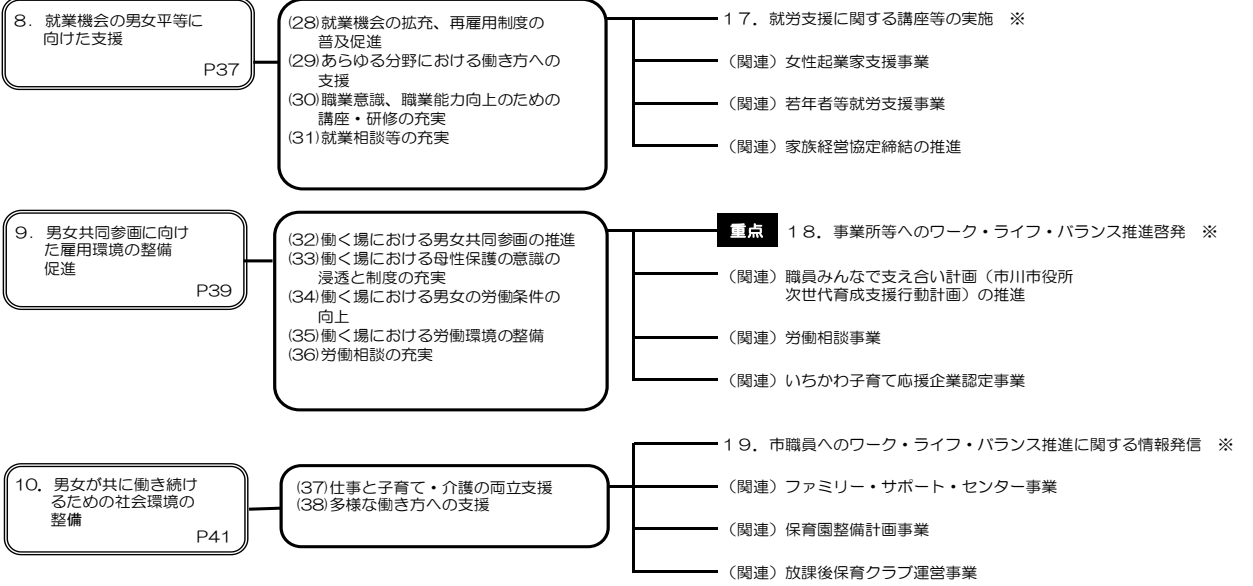 8．就業機会の男女平等に
向けた支援
P37
(28)就業機会の拡充、再雇用制度の
普及促進
(29)あらゆる分野における働き方への
支援
(30)職業意識、職業能力向上のための
講座・研修の充実
(31)就業相談等の充実
１７．就労支援に関する講座等の実施　※
（関連）女性起業家支援事業
（関連）若年者等就労支援事業
（関連）家族経営協定締結の推進
9．男女共同参画に向け
た雇用環境の整備
促進
P39
(32)働く場における男女共同参画の推進
(33)働く場における母性保護の意識の
浸透と制度の充実
(34)働く場における男女の労働条件の
向上
(35)働く場における労働環境の整備
(36)労働相談の充実
重点　１８．事業所等へのワーク・ライフ・バランス推進啓発　※
（関連）職員みんなで支え合い計画（市川市役所
次世代育成支援行動計画）の推進
（関連）労働相談事業
（関連）いちかわ子育て応援企業認定事業
10．男女が共に働き続け
るための社会環境の
整備
P41
(37)仕事と子育て・介護の両立支援
(38)多様な働き方への支援
１９．市職員へのワーク・ライフ・バランス推進に関する情報発信　※
（関連）ファミリー・サポート・センター事業
（関連）保育園整備計画事業
（関連）放課後保育クラブ運営事業